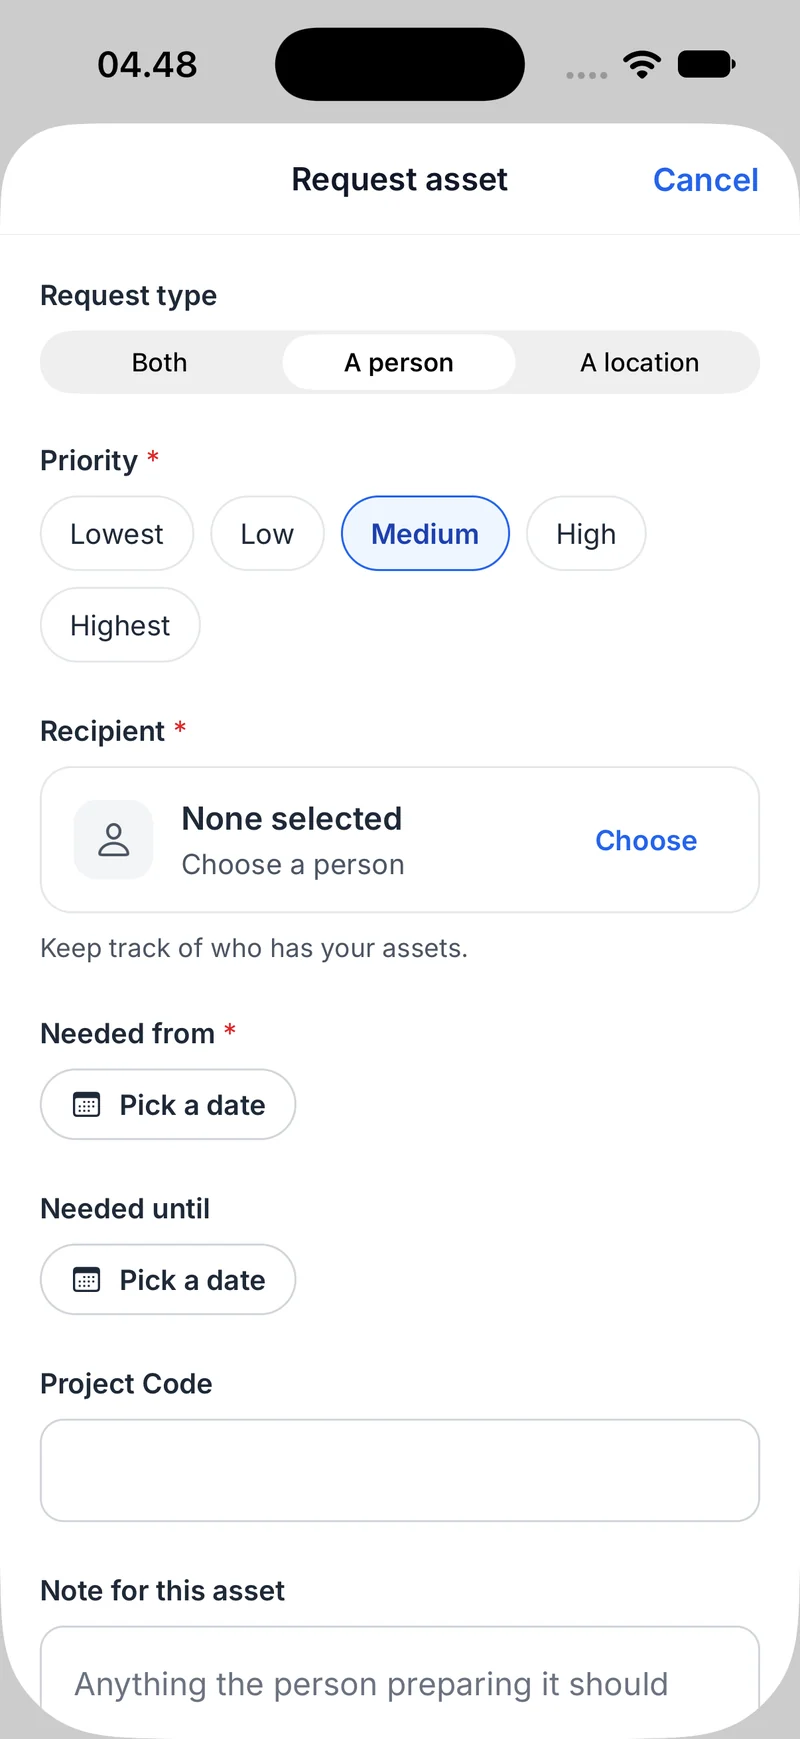 04.48
Request asset
Cancel
Request type
Both
A person
A location
Priority *
Lowest
Low
Medium
High
Highest
Recipient *
None selected
Choose a person
Choose
Keep track of who has your assets.
Needed from *
Pick a date
Needed until
Pick a date
Project Code
Note for this asset
Anything the person preparing it should